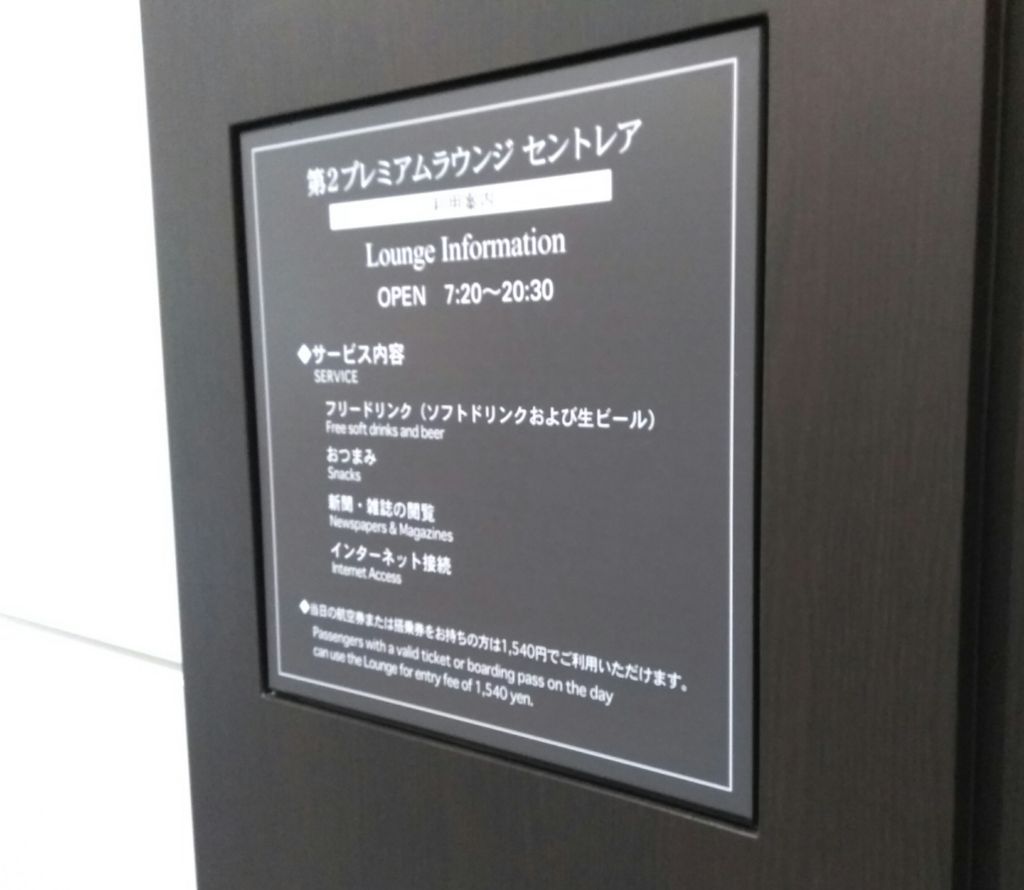 第2プレミアムラウンジ セントレア
Lounge Information
OPEN 7:20～20:30
◆サービス内容
SERVICE
フリードリンク（ソフトドリンクおよび生ビール）
Free soft drinks and beer
おつまみ
Snacks
新聞・雑誌の閲覧
Newspapers & Magazines
インターネット接続
Internet Access
◆当日の航空券または搭乗券をお持ちの方は1,540円でご利用いただけます。
Passengers with a valid ticket or boarding pass on the day
can use the Lounge for entry fee of 1,540 yen.